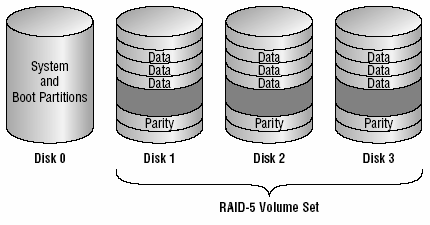 System
and
Boot Partitions
Data
Data
Data
Parity
Data
Data
Data
Parity
Data
Data
Data
Parity
Disk 0
Disk 1
Disk 2
Disk 3
RAID-5 Volume Set